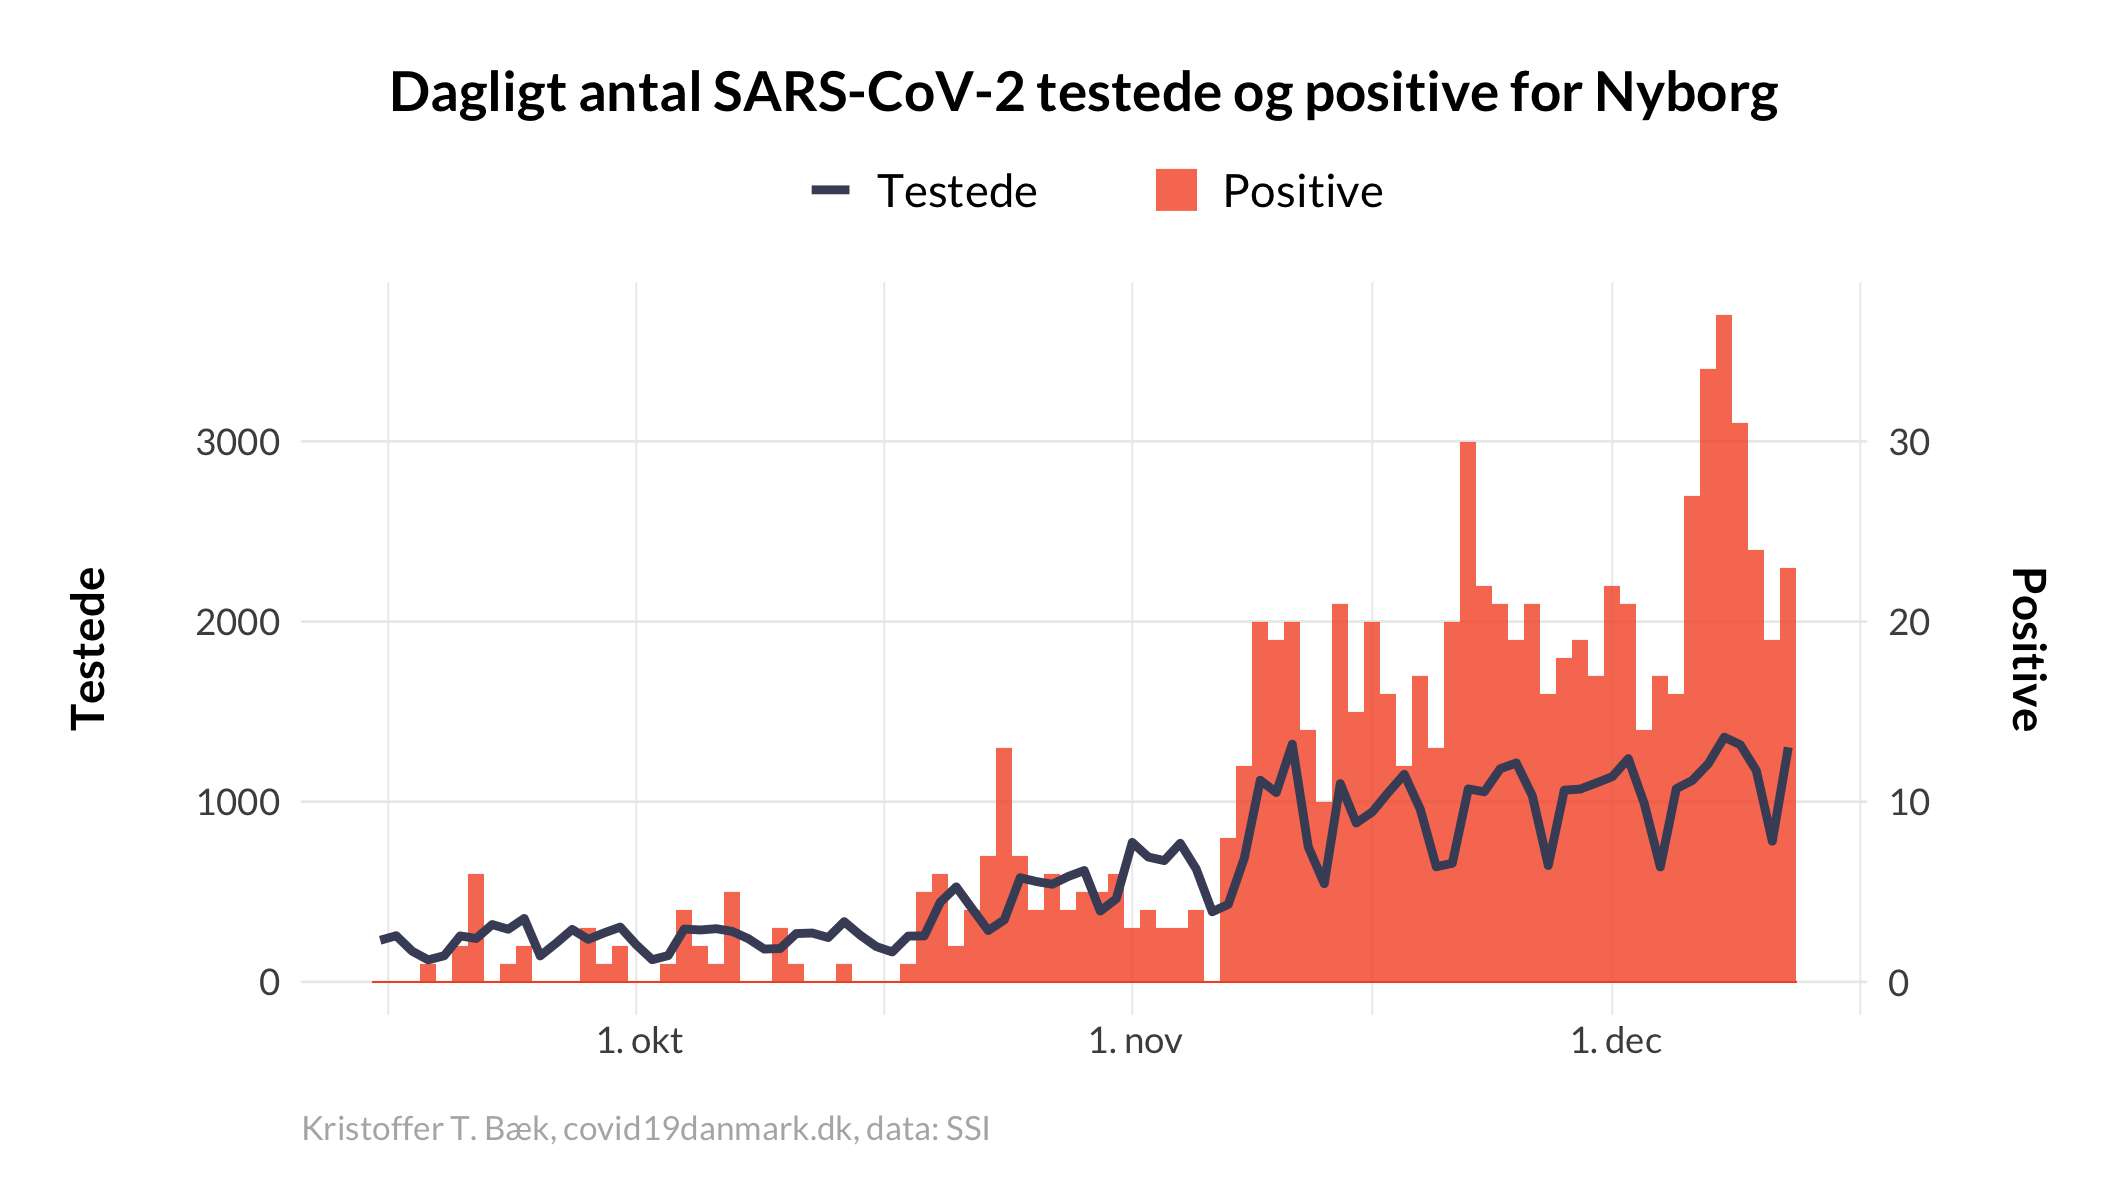 Dagligt antal SARS-CoV-2 testede og positive for Nyborg
Testede
Positive
3000
2000
1000
0
Testede
30
20
10
0
Positive
1. okt
1. nov
1. dec
Kristoffer T. Bæk, covid19danmark.dk, data: SSI